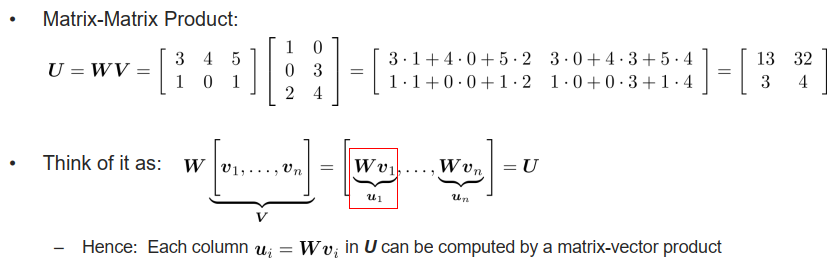 • Matrix-Matrix Product:
U = WV = [ 3 4 5 ; 1 0 1 ] [ 1 0 ; 0 3 ; 2 4 ] = [ 3 · 1 + 4 · 0 + 5 · 2  3 · 0 + 4 · 3 + 5 · 4 ; 1 · 1 + 0 · 0 + 1 · 2  1 · 0 + 0 · 3 + 1 · 4 ] = [ 13 32 ; 3 4 ]
• Think of it as: W [ v₁, . . . , vₙ ] = [ Wv₁, . . . , Wvₙ ] = U
V u₁ uₙ
– Hence: Each column uᵢ = Wvᵢ in U can be computed by a matrix-vector product